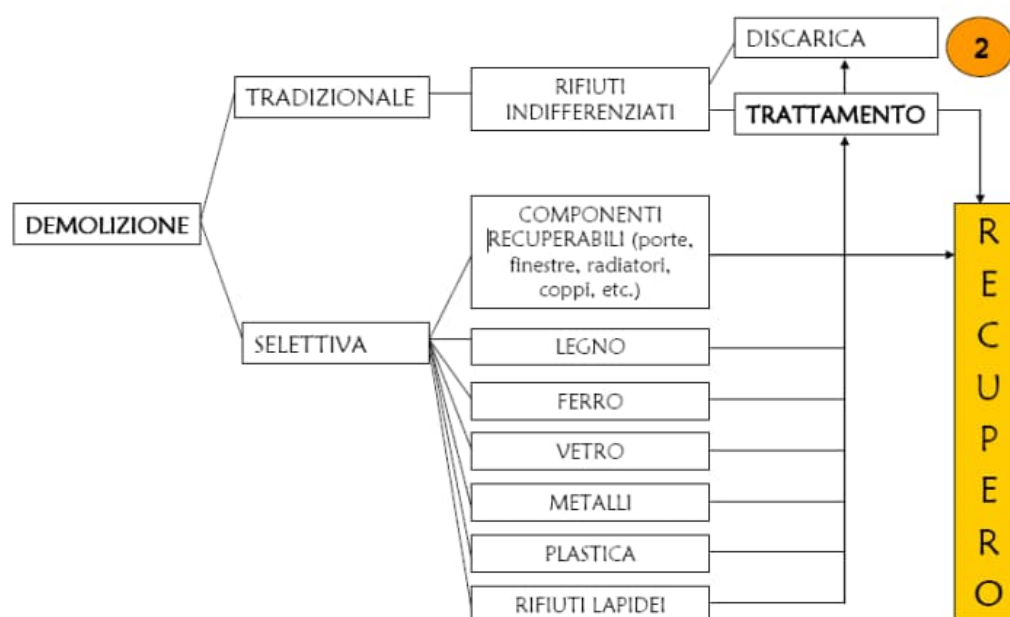 DISCARICA
2
TRADIZIONALE
RIFIUTI
INDIFFERENZIATI
TRATTAMENTO
DEMOLIZIONE
COMPONENTI
RECUPERABILI (porte,
finestre, radiatori,
coppi, etc.)
SELETTIVA
LEGNO
FERRO
VETRO
METALLI
PLASTICA
RIFIUTI LAPIDEI
R
E
C
U
P
E
R
O